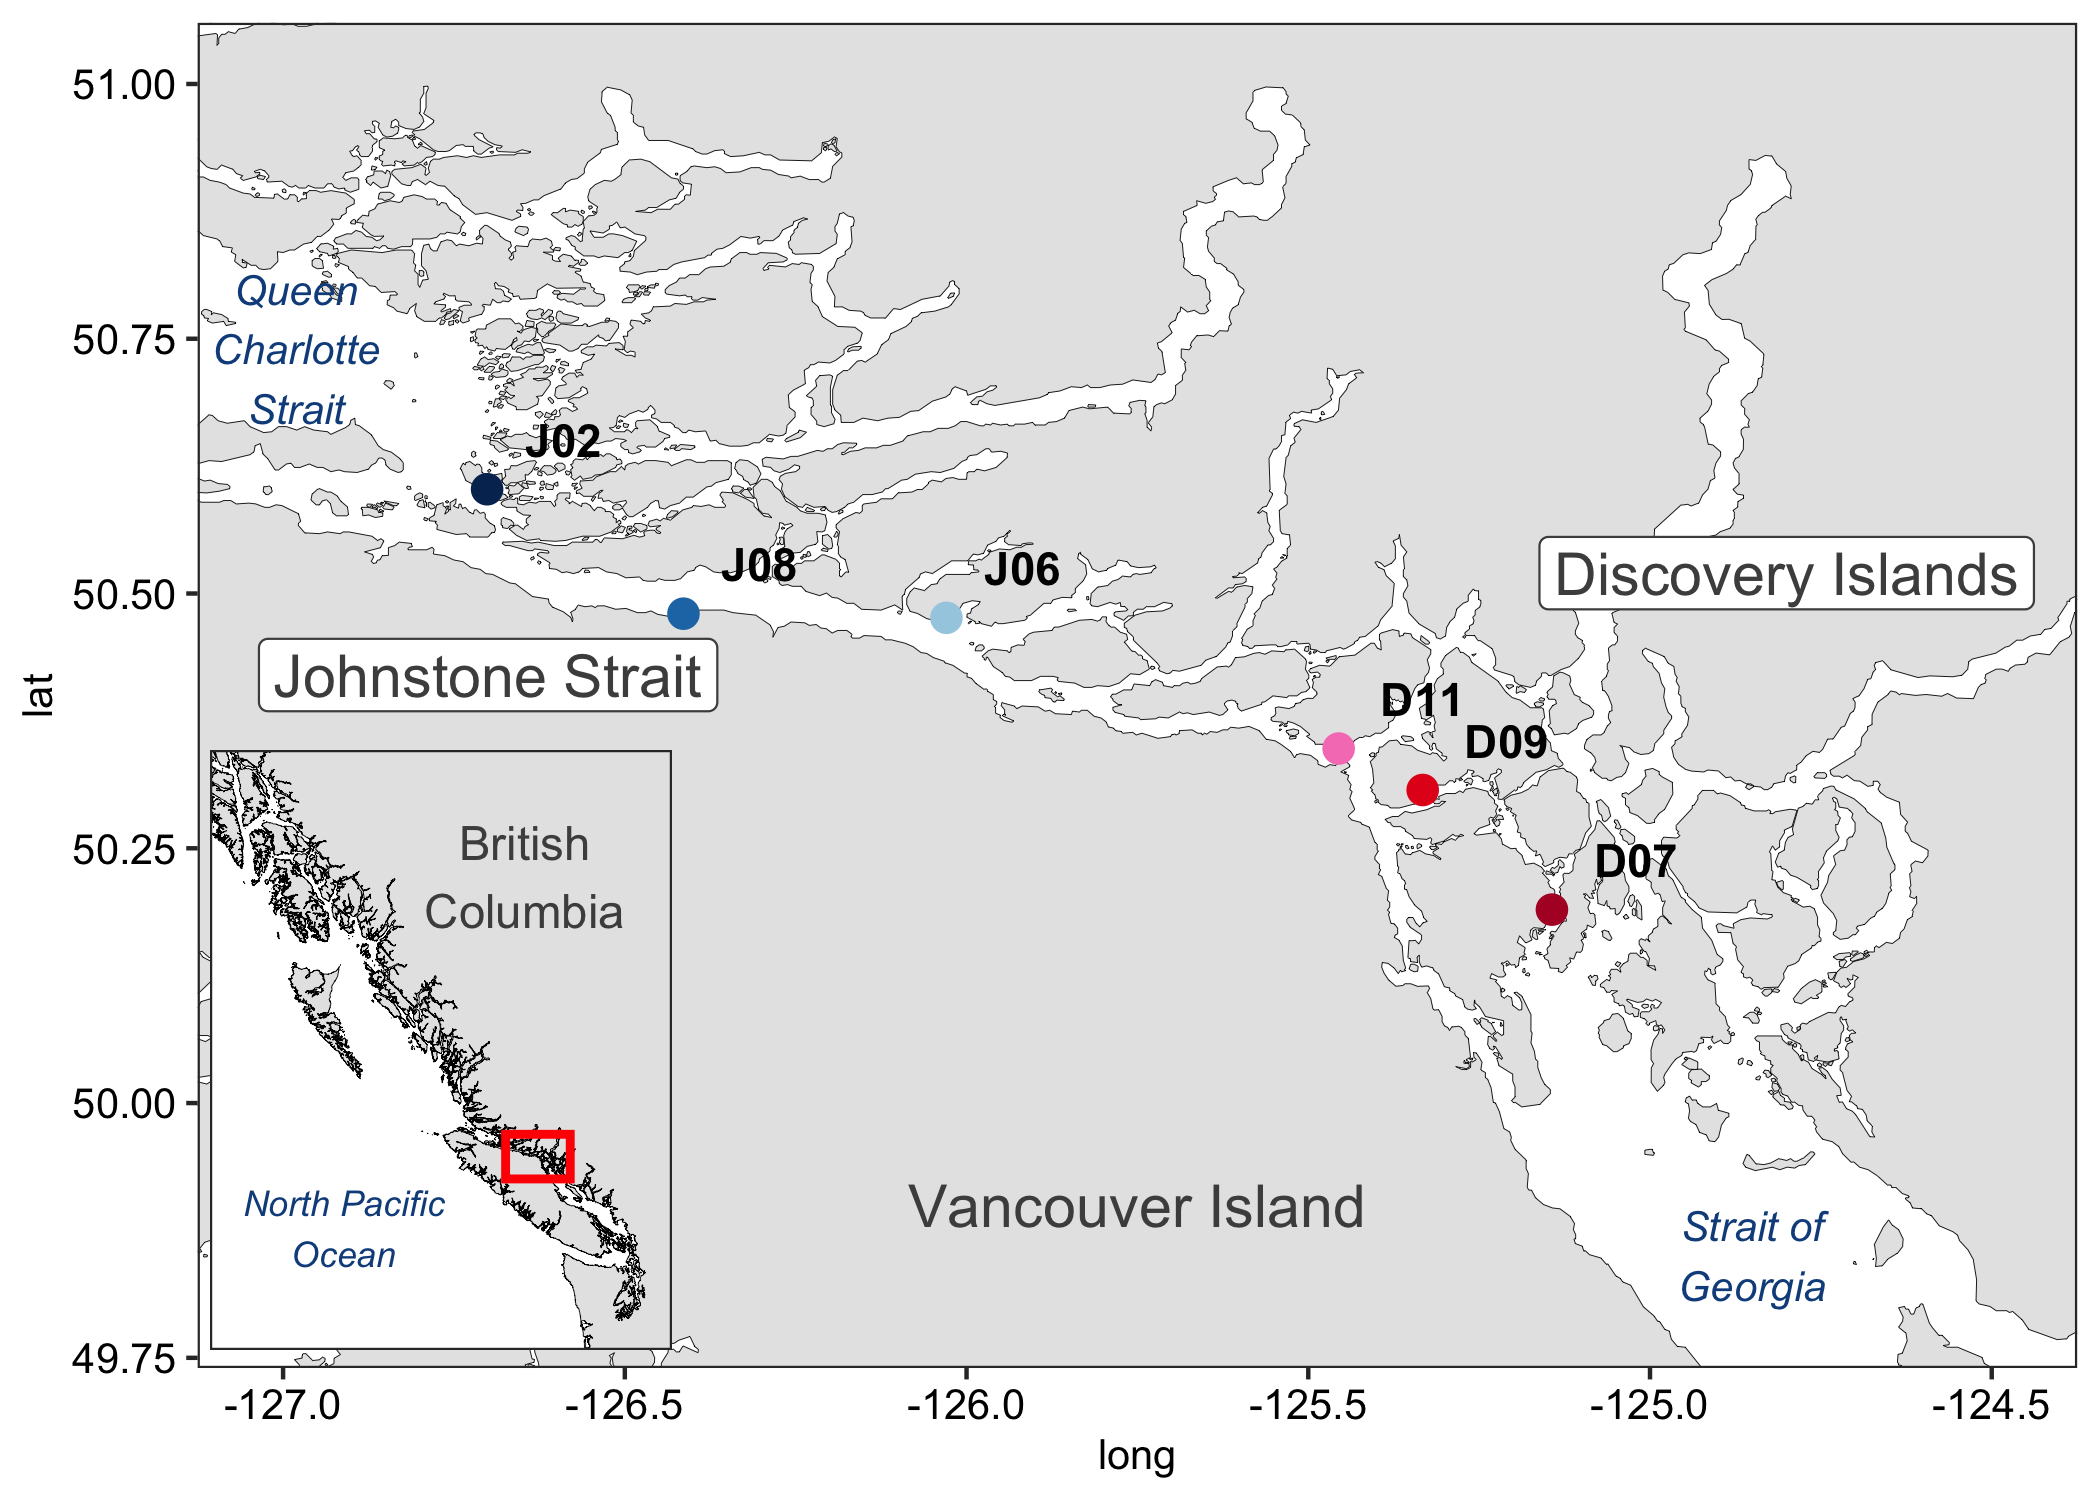 51.00
50.75
50.50
50.25
50.00
49.75
lat
Queen
Charlotte
Strait
J02
J08
J06
Discovery Islands
Johnstone Strait
D11
D09
D07
British
Columbia
North Pacific
Ocean
Vancouver Island
Strait of
Georgia
-127.0
-126.5
-126.0
-125.5
-125.0
-124.5
long